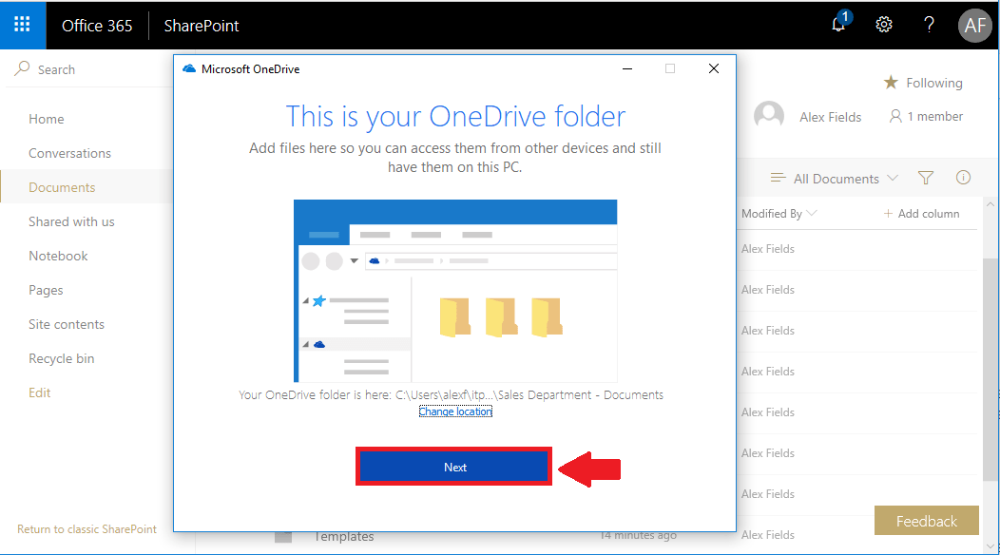 Office 365
SharePoint
1
?
AF
Search
Home
Conversations
Documents
Shared with us
Notebook
Pages
Site contents
Recycle bin
Edit
Return to classic SharePoint
Microsoft OneDrive
This is your OneDrive folder
Add files here so you can access them from other devices and still
have them on this PC.
Your OneDrive folder is here: C:\Users\alexf\itp...\Sales Department - Documents
Change location
Next
Following
Alex Fields
1 member
All Documents
Modified By
+ Add column
Alex Fields
Alex Fields
Alex Fields
Alex Fields
Alex Fields
Alex Fields
Alex Fields
Feedback
Templates
14 minutes ago
Alex Fields